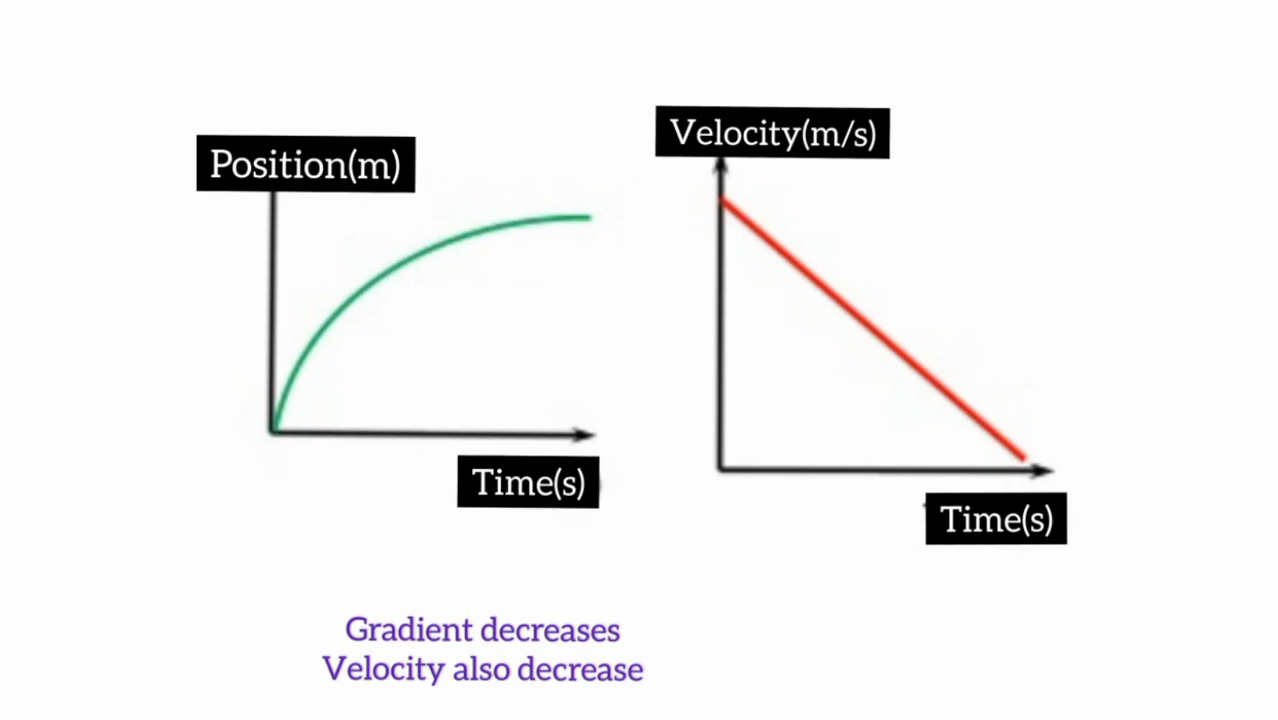 Position(m)
Velocity(m/s)
Time(s)
Time(s)
Gradient decreases
Velocity also decrease